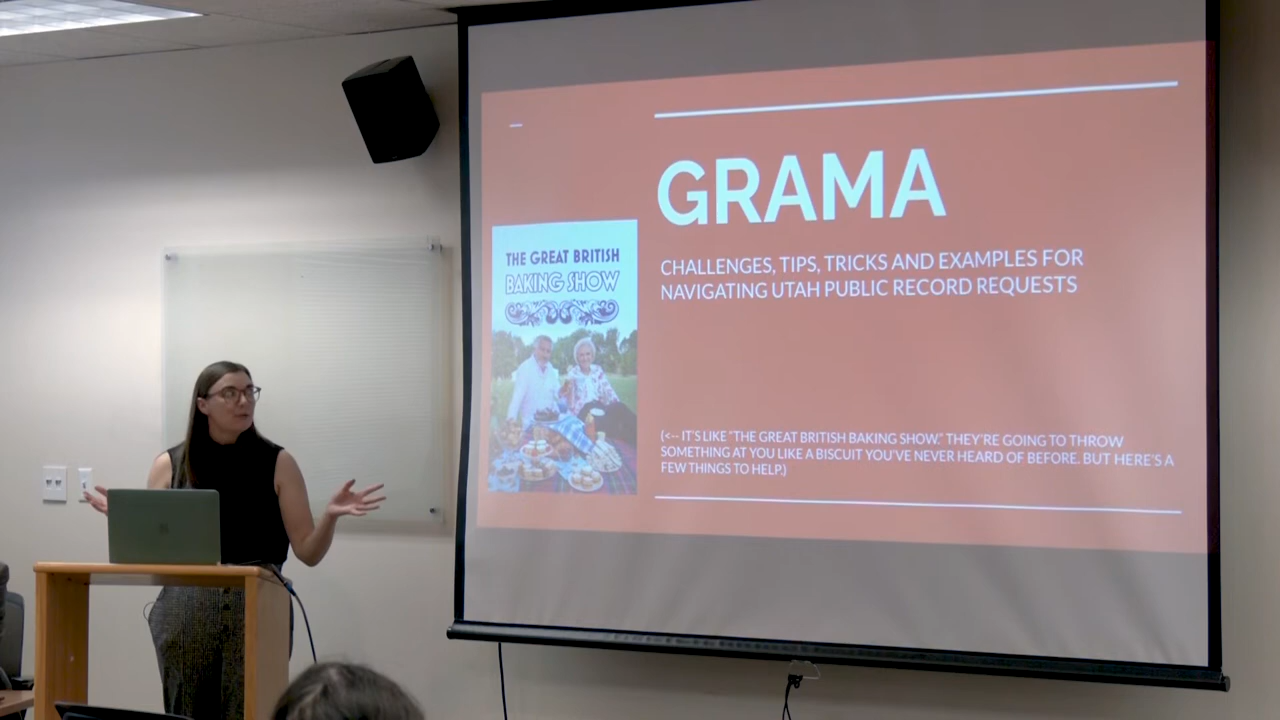 GRAMA
CHALLENGES, TIPS, TRICKS AND EXAMPLES FOR
NAVIGATING UTAH PUBLIC RECORD REQUESTS
THE GREAT BRITISH
BAKING SHOW
(<-- IT'S LIKE "THE GREAT BRITISH BAKING SHOW." THEY'RE GOING TO THROW
SOMETHING AT YOU LIKE A BISCUIT YOU'VE NEVER HEARD OF BEFORE. BUT HERE'S A
FEW THINGS TO HELP.)